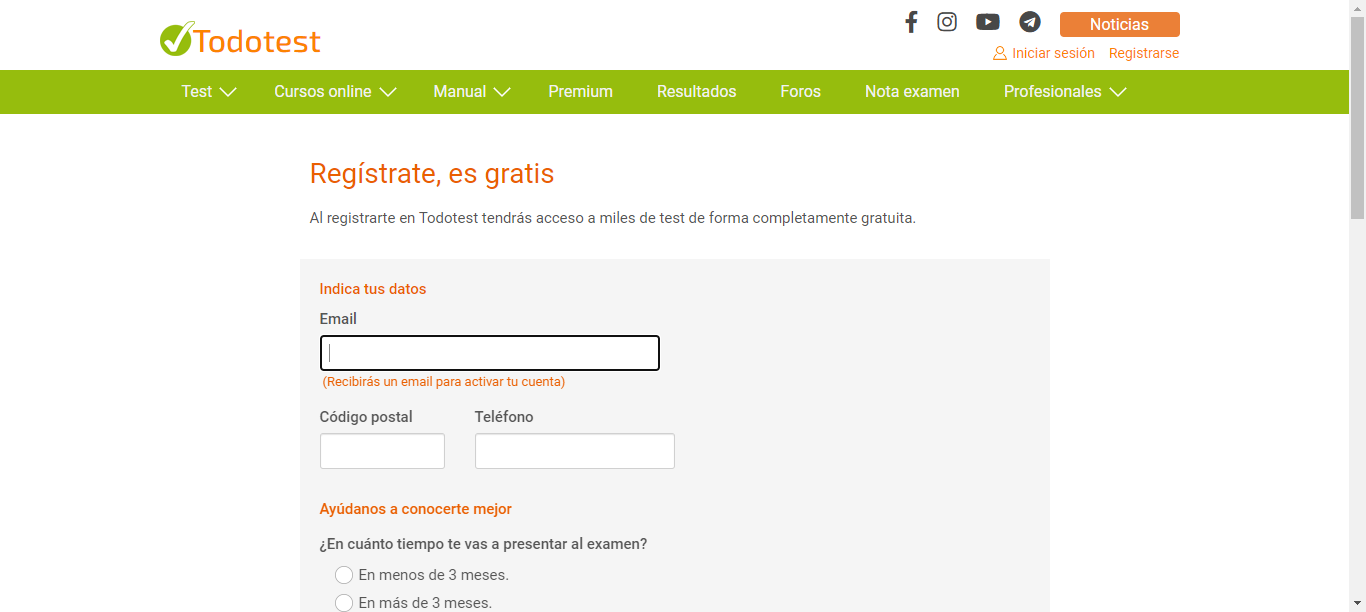 Todotest
Noticias
Iniciar sesión Registrarse
Test Cursos online Manual Premium Resultados Foros Nota examen Profesionales
Regístrate, es gratis
Al registrarte en Todotest tendrás acceso a miles de test de forma completamente gratuita.
Indica tus datos
Email
(Recibirás un email para activar tu cuenta)
Código postal Teléfono
Ayúdanos a conocerte mejor
¿En cuánto tiempo te vas a presentar al examen?
En menos de 3 meses.
En más de 3 meses.